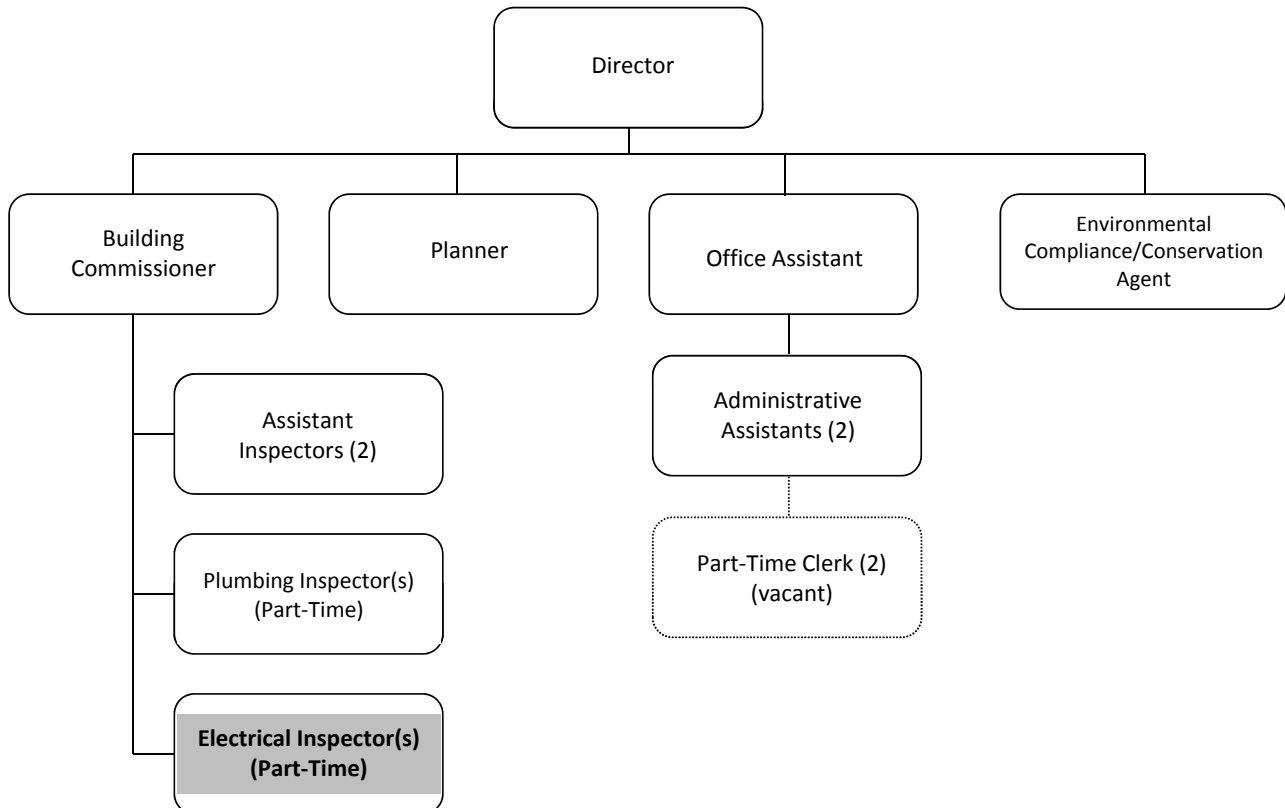 Director
Building
Commissioner
Planner
Office Assistant
Environmental
Compliance/Conservation
Agent
Assistant
Inspectors (2)
Administrative
Assistants (2)
Plumbing Inspector(s)
(Part-Time)
Part-Time Clerk (2)
(vacant)
Electrical Inspector(s)
(Part-Time)